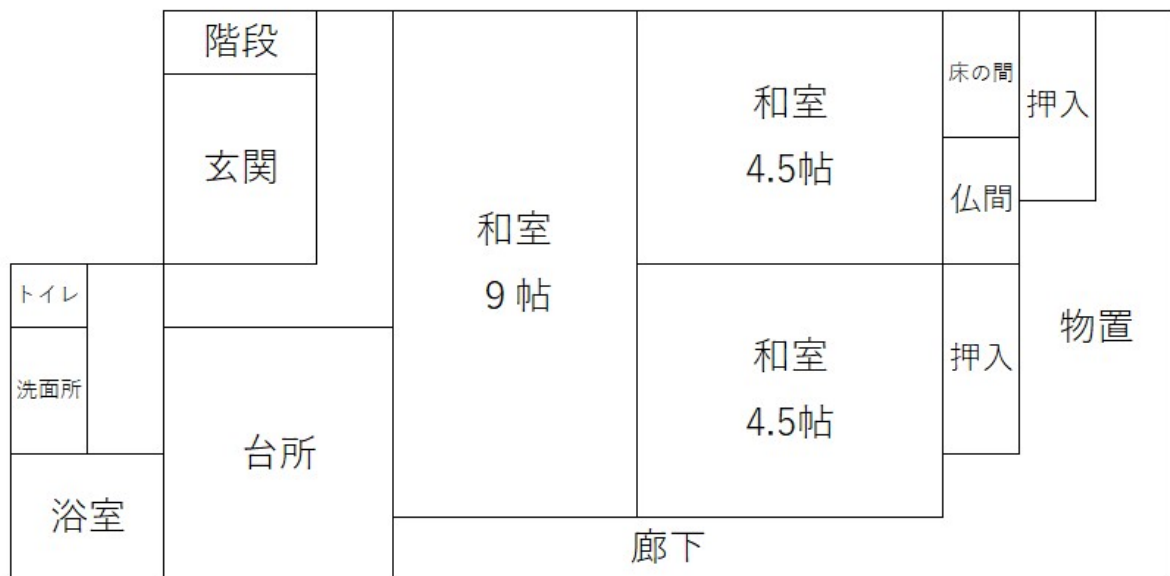 階段
玄関
トイレ
洗面所
浴室
台所
和室
9 帖
和室
4.5帖
和室
4.5帖
床の間
仏間
押入
押入
物置
廊下